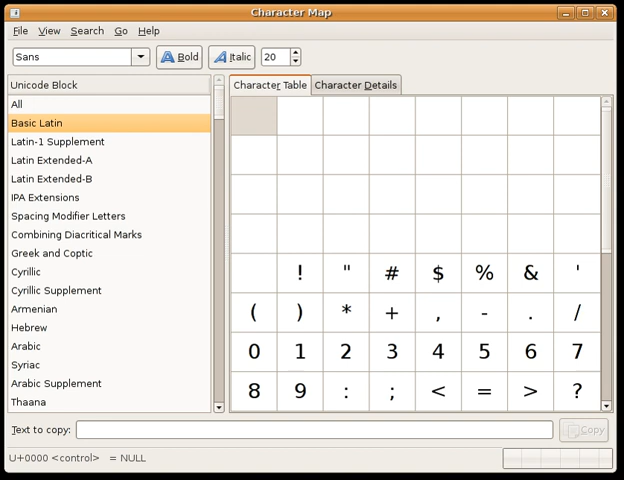 Character Map
File View Search Go Help
Sans Bold Italic 20
Unicode Block
All
Basic Latin
Latin-1 Supplement
Latin Extended-A
Latin Extended-B
IPA Extensions
Spacing Modifier Letters
Combining Diacritical Marks
Greek and Coptic
Cyrillic
Cyrillic Supplement
Armenian
Hebrew
Arabic
Syriac
Arabic Supplement
Thaana
Character Table Character Details
! " # $ % & '
( ) * + , - . /
0 1 2 3 4 5 6 7
8 9 : ; < = > ?
Text to copy: Copy
U+0000 <control> = NULL